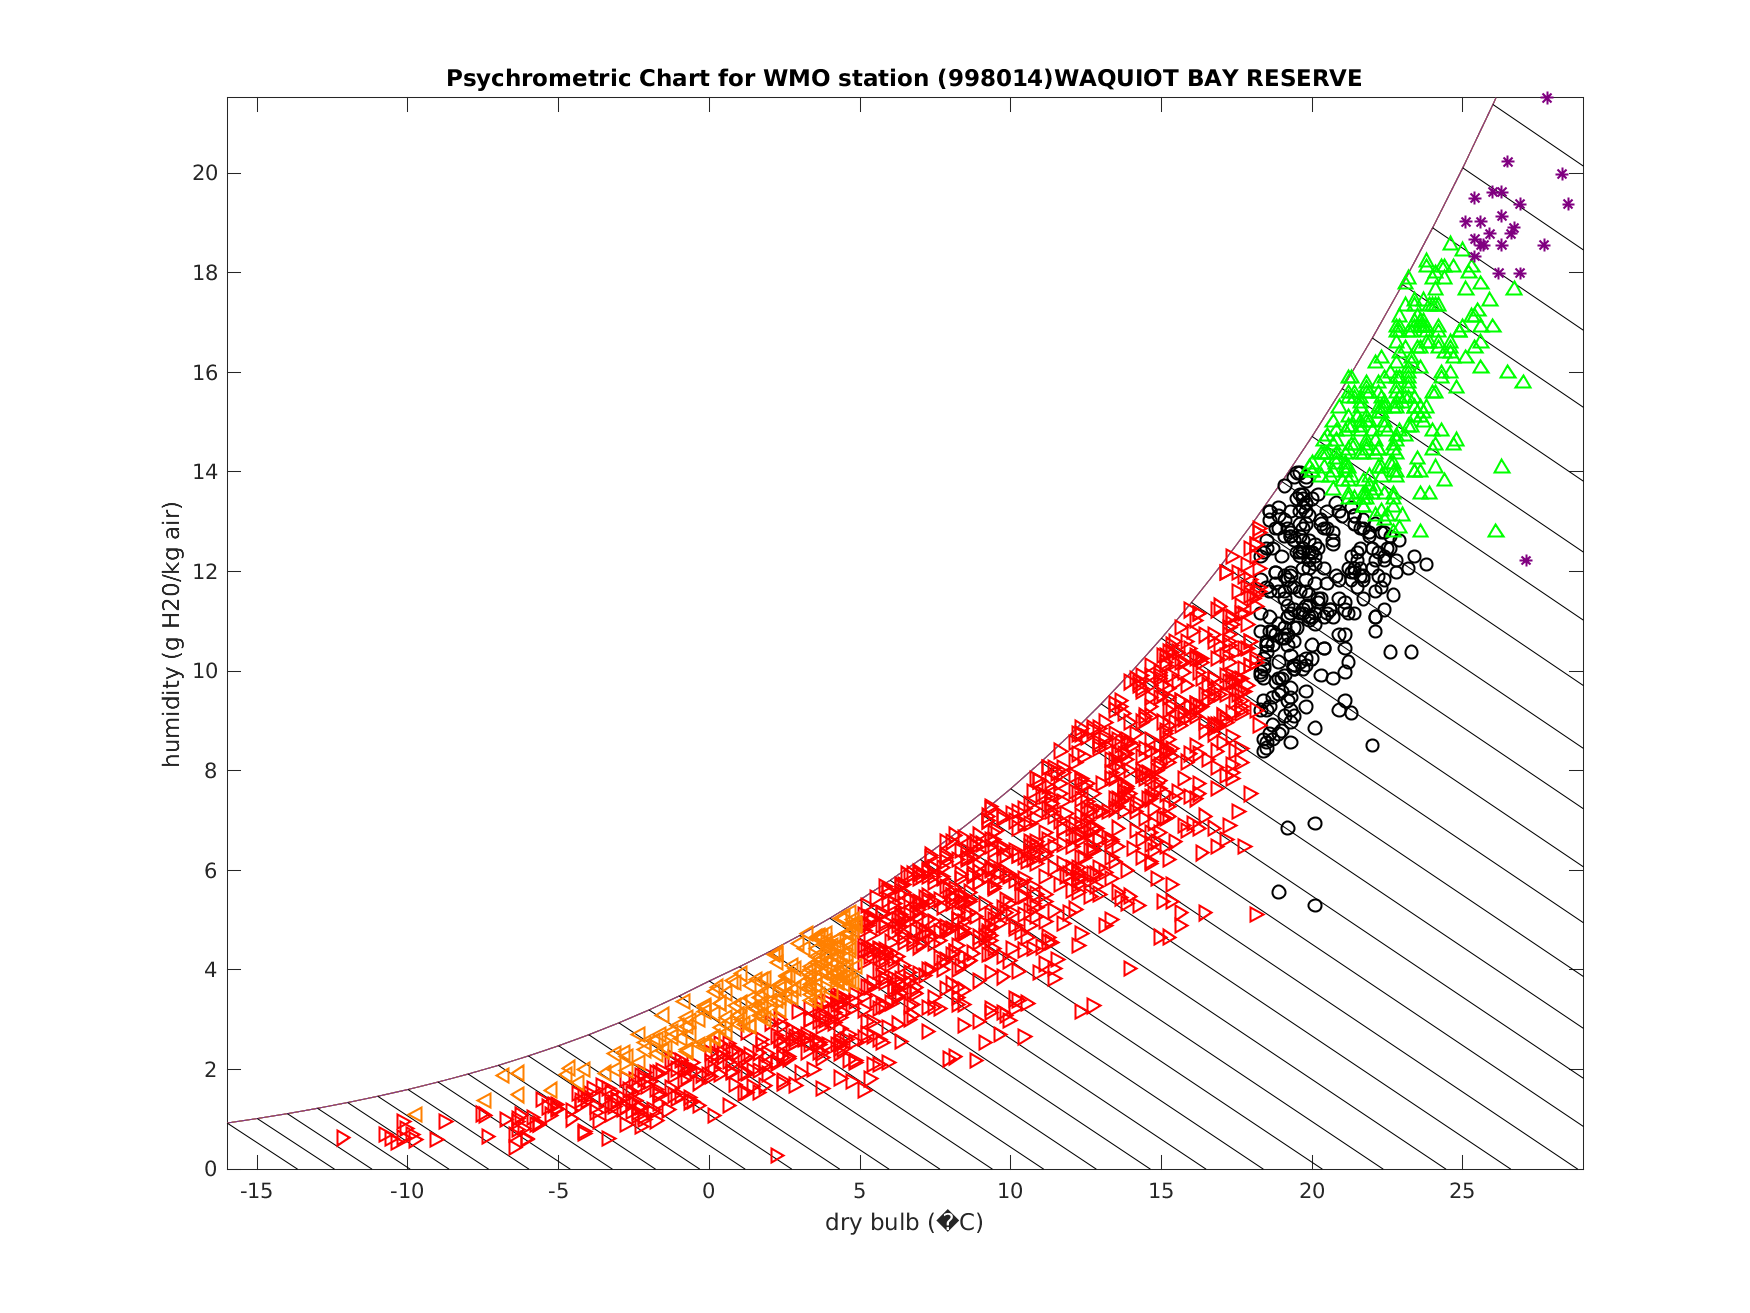 Psychrometric Chart for WMO station (998014)WAQUIOT BAY RESERVE
humidity (g H20/kg air)
20
18
16
14
12
10
8
6
4
2
0
-15 -10 -5 0 5 10 15 20 25
dry bulb (�C)